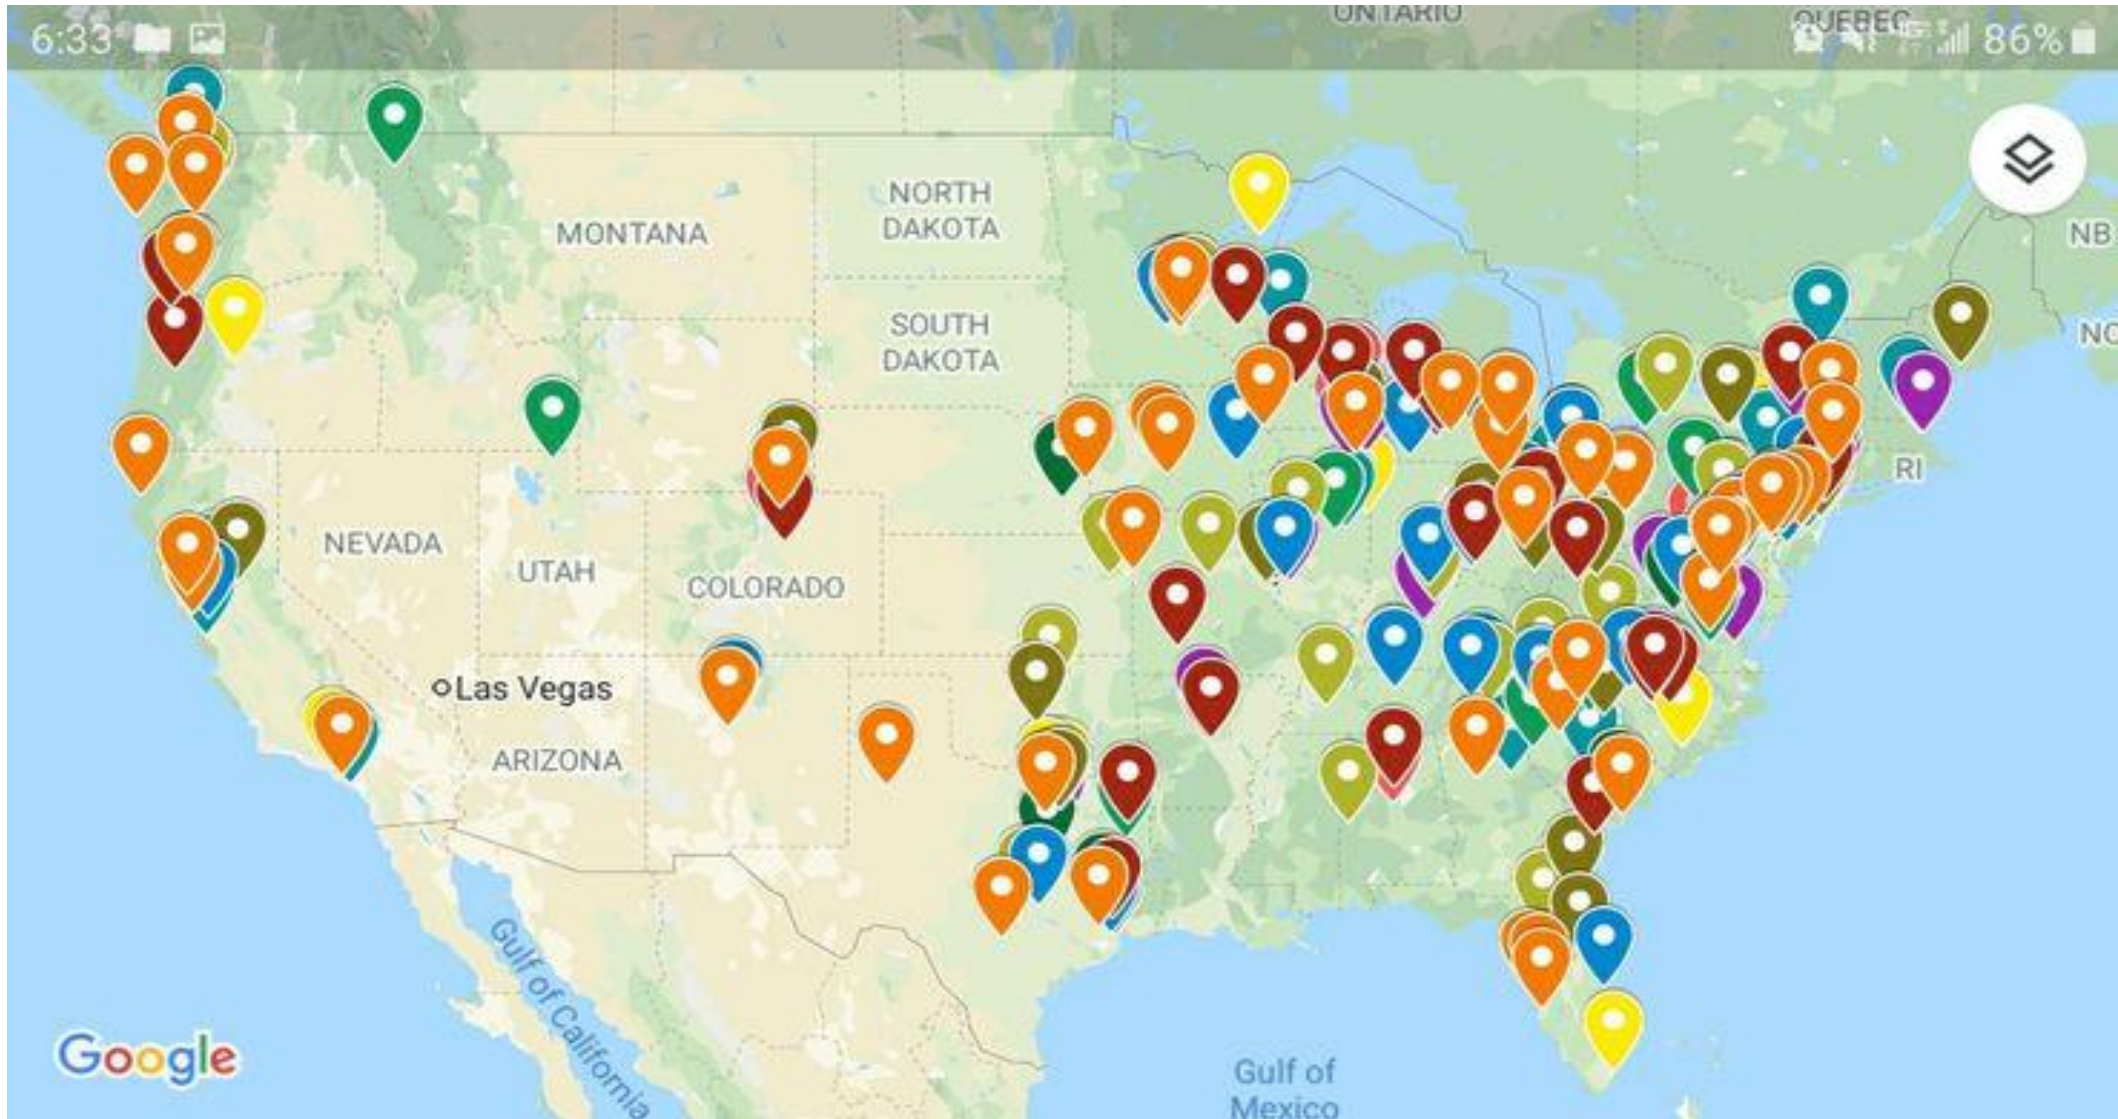 6:33
86%
ONTARIO
QUEBEC
NB
MONTANA
NORTH
DAKOTA
SOUTH
DAKOTA
RI
NEVADA
UTAH
COLORADO
Las Vegas
ARIZONA
Gulf of California
Google
Gulf of
Mexico